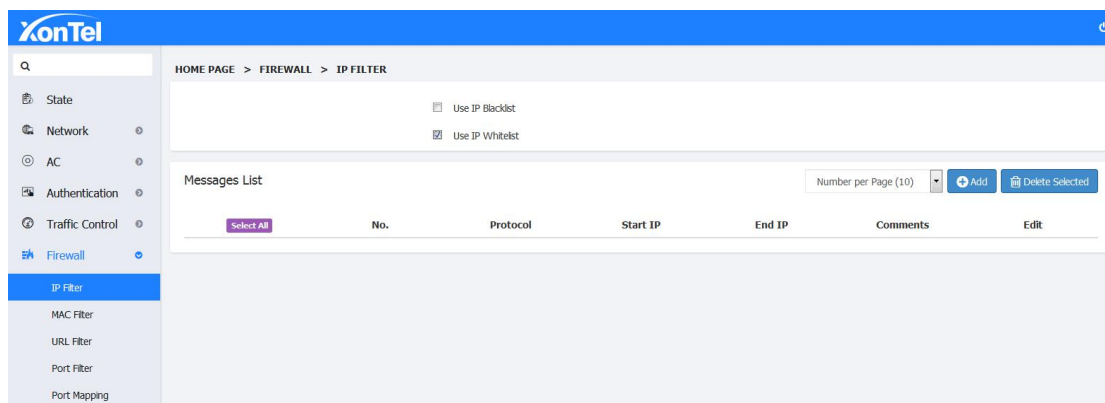 XonTel
HOME PAGE > FIREWALL > IP FILTER
State
Network
AC
Authentication
Traffic Control
Firewall
IP Filter
MAC Filter
URL Filter
Port Filter
Port Mapping
Use IP Blacklist
Use IP Whitelist
Messages List
Number per Page (10)
Add
Delete Selected
Select All No. Protocol Start IP End IP Comments Edit